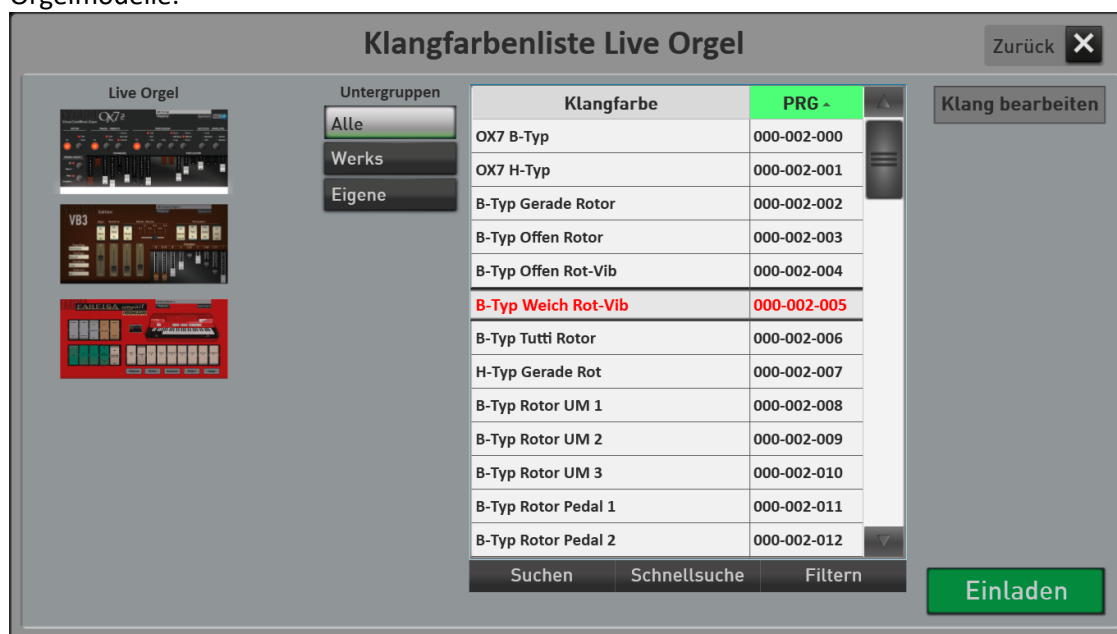 Orgelmodelle:
Klangfarbenliste Live Orgel
Zurück
Live Orgel
OX7²
VB3
FARFISA
Untergruppen
Alle
Werks
Eigene
Klangfarbe PRG
OX7 B-Typ 000-002-000
OX7 H-Typ 000-002-001
B-Typ Gerade Rotor 000-002-002
B-Typ Offen Rotor 000-002-003
B-Typ Offen Rot-Vib 000-002-004
B-Typ Weich Rot-Vib 000-002-005
B-Typ Tutti Rotor 000-002-006
H-Typ Gerade Rot 000-002-007
B-Typ Rotor UM 1 000-002-008
B-Typ Rotor UM 2 000-002-009
B-Typ Rotor UM 3 000-002-010
B-Typ Rotor Pedal 1 000-002-011
B-Typ Rotor Pedal 2 000-002-012
Suchen Schnellsuche Filtern
Klang bearbeiten
Einladen